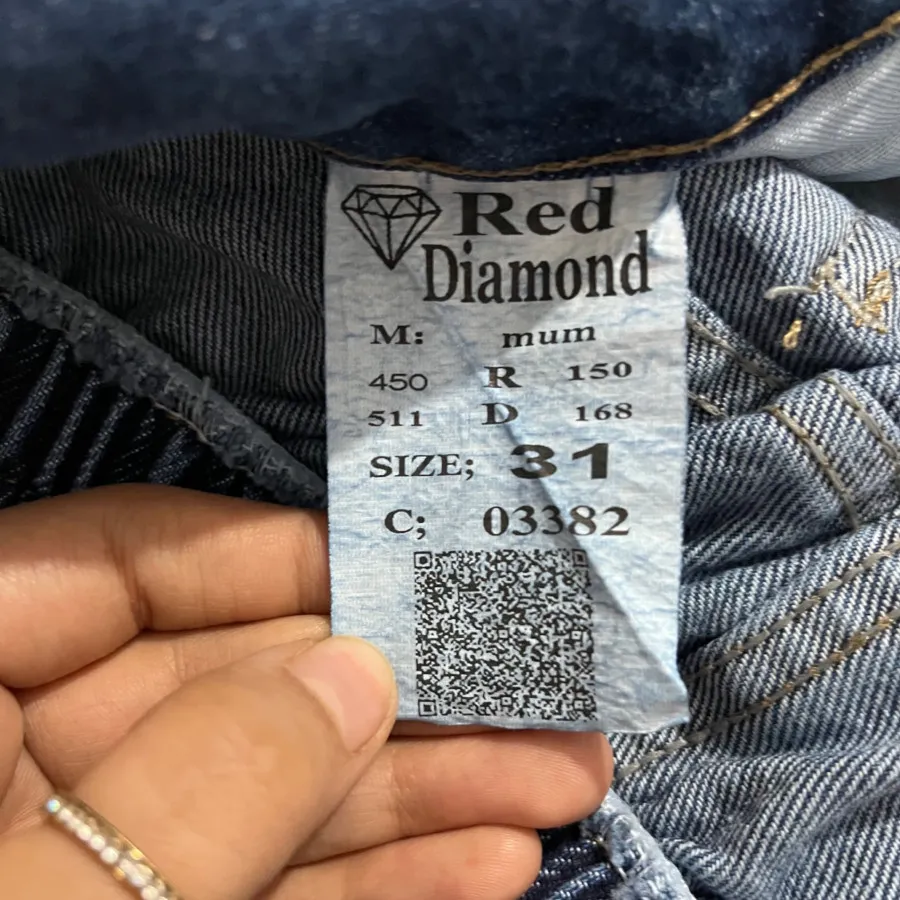 Red
Diamond
M: mum
450 R 150
511 D 168
SIZE; 31
C; 03382